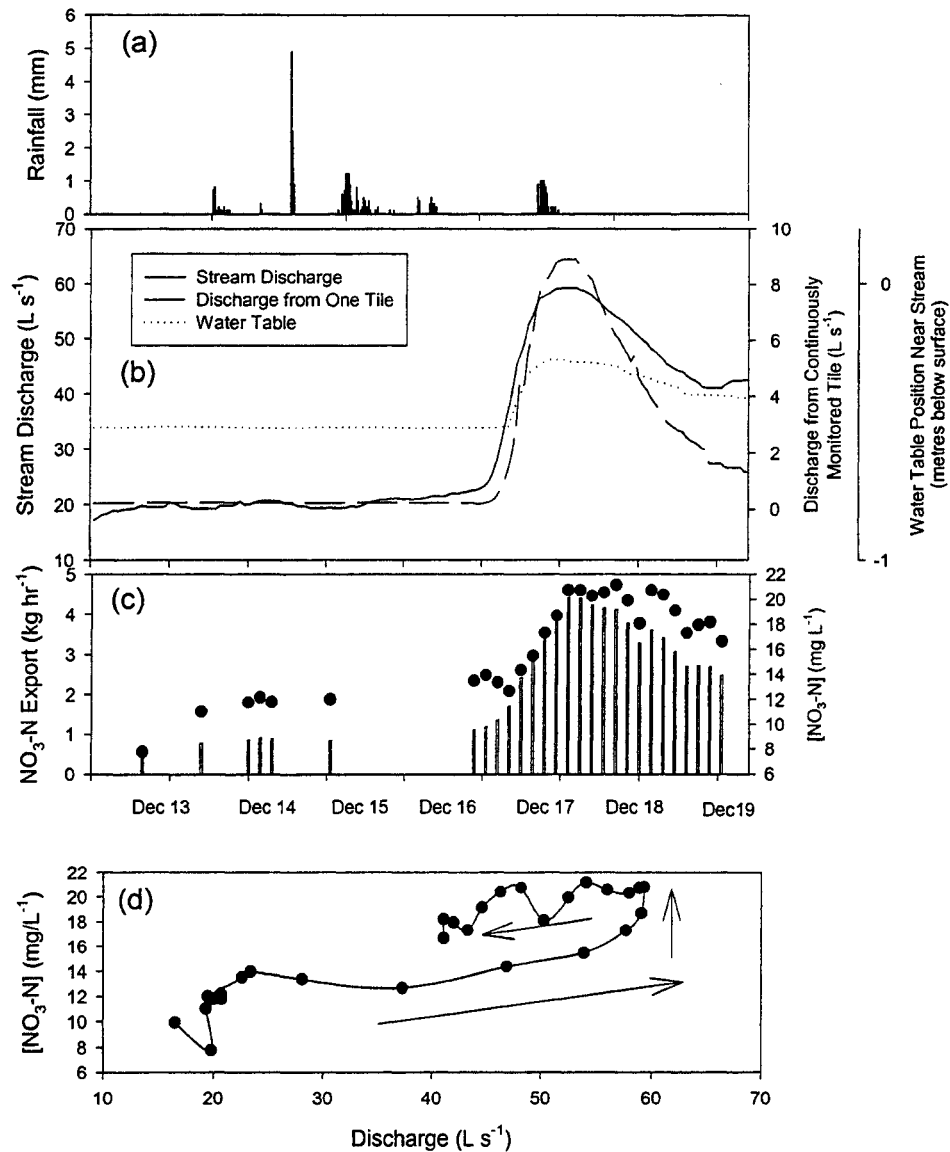 (a)
Rainfall (mm)
6
5
4
3
2
1
0
(b)
Stream Discharge
Discharge from One Tile
Water Table
Stream Discharge (L s⁻¹)
70
60
50
40
30
20
10
10
8
6
4
2
0
Discharge from Continuously
Monitored Tile (L s⁻¹)
0
-1
Water Table Position Near Stream
(metres below surface)
(c)
NO₃-N Export (kg hr⁻¹)
5
4
3
2
1
0
22
20
18
16
14
12
10
8
6
[NO₃-N] (mg L⁻¹)
Dec 13 Dec 14 Dec 15 Dec 16 Dec 17 Dec 18 Dec19
(d)
[NO₃-N] (mg/L⁻¹)
22
20
18
16
14
12
10
8
6
10 20 30 40 50 60 70
Discharge (L s⁻¹)